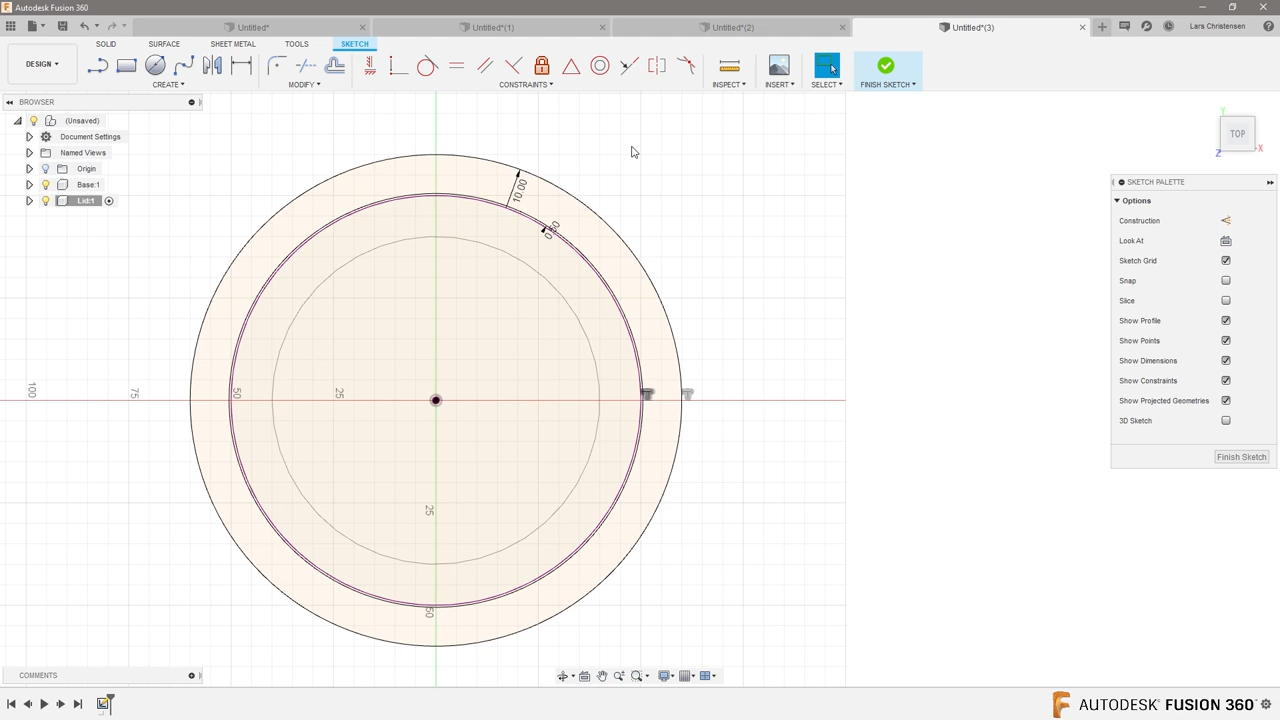 Autodesk Fusion 360
Untitled*
Untitled*(1)
Untitled*(2)
Untitled*(3)
Lars Christensen
DESIGN
SOLID
SURFACE
SHEET METAL
TOOLS
SKETCH
CREATE
MODIFY
CONSTRAINTS
INSPECT
INSERT
SELECT
FINISH SKETCH
BROWSER
(Unsaved)
Document Settings
Named Views
Origin
Base:1
Lid:1
10.00
100
75
50
25
25
50
TOP
Y
X
Z
SKETCH PALETTE
Options
Construction
Look At
Sketch Grid
Snap
Slice
Show Profile
Show Points
Show Dimensions
Show Constraints
Show Projected Geometries
3D Sketch
Finish Sketch
COMMENTS
AUTODESK FUSION 360